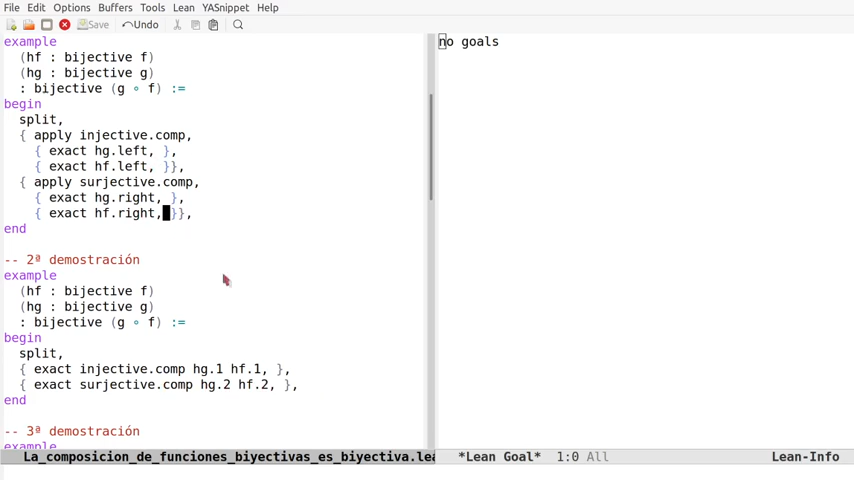 File Edit Options Buffers Tools Lean YASnippet Help
Save Undo
example
(hf : bijective f)
(hg : bijective g)
: bijective (g ∘ f) :=
begin
split,
{ apply injective.comp,
{ exact hg.left, },
{ exact hf.left, }},
{ apply surjective.comp,
{ exact hg.right, },
{ exact hf.right, }},
end
-- 2ª demostración
example
(hf : bijective f)
(hg : bijective g)
: bijective (g ∘ f) :=
begin
split,
{ exact injective.comp hg.1 hf.1, },
{ exact surjective.comp hg.2 hf.2, },
end
-- 3ª demostración
example
La_composicion_de_funciones_biyectivas_es_biyectiva.lea
no goals
*Lean Goal* 1:0 All Lean-Info